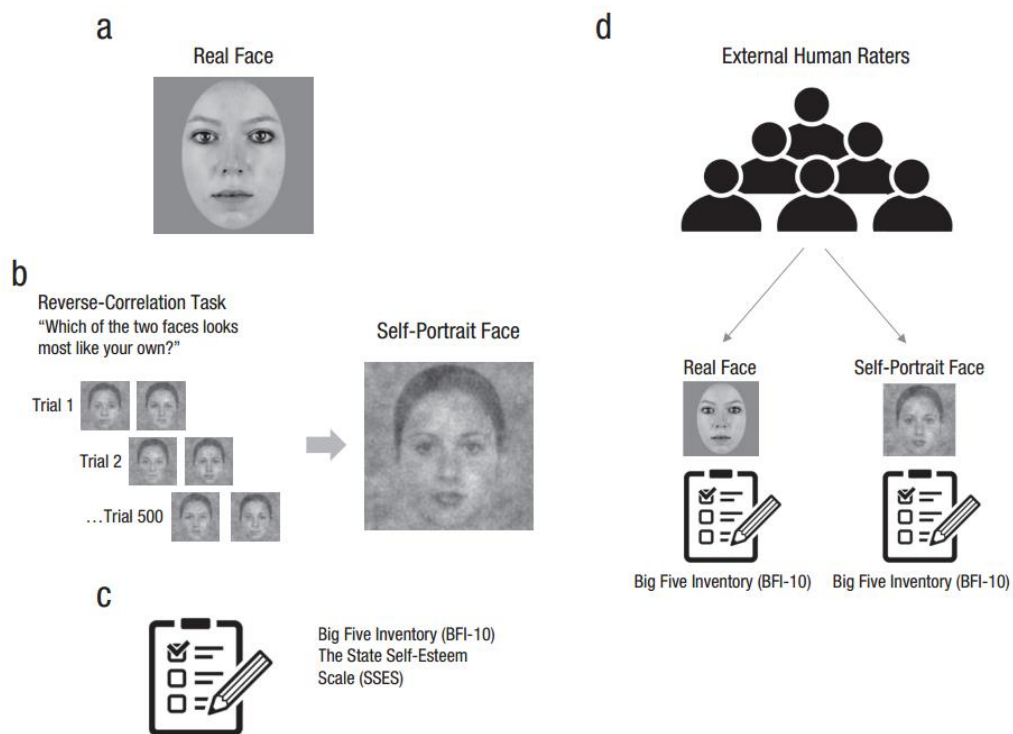 a
Real Face
b
Reverse-Correlation Task
“Which of the two faces looks
most like your own?”
Trial 1
Trial 2
…Trial 500
Self-Portrait Face
c
Big Five Inventory (BFI-10)
The State Self-Esteem
Scale (SSES)
d
External Human Raters
Real Face
Self-Portrait Face
Big Five Inventory (BFI-10)
Big Five Inventory (BFI-10)